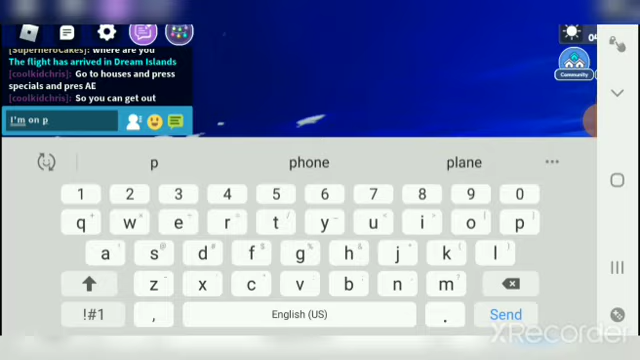 [SuperheroCakes]: where are you
The flight has arrived in Dream Islands
[coolkidchris]: Go to houses and press
specials and pres AE
[coolkidchris]: So you can get out
I'm on p
Community
p phone plane
1 2 3 4 5 6 7 8 9 0
q w e r t y u i o p
a s d f g h j k l
z x c v b n m
!#1 , English (US) . Send
XRecorder